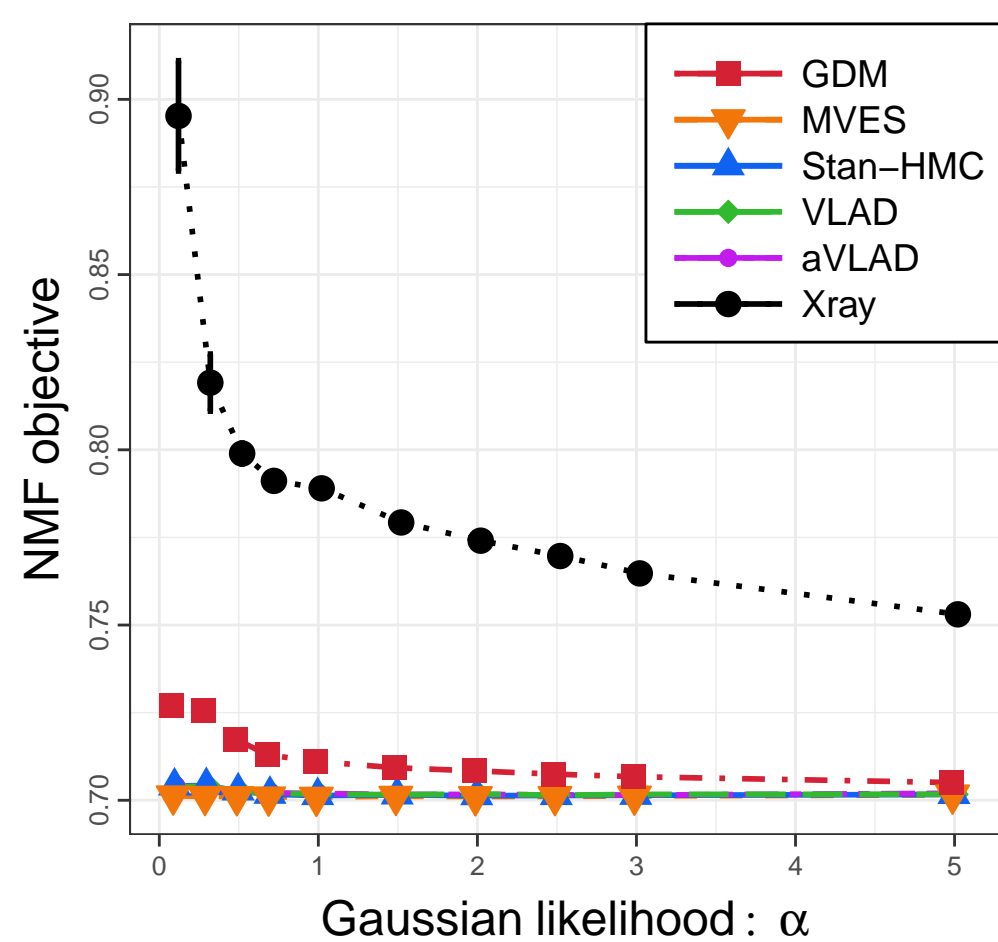 GDM
MVES
Stan−HMC
VLAD
aVLAD
Xray
NMF objective
0.90
0.85
0.80
0.75
0.70
0 1 2 3 4 5
Gaussian likelihood : α